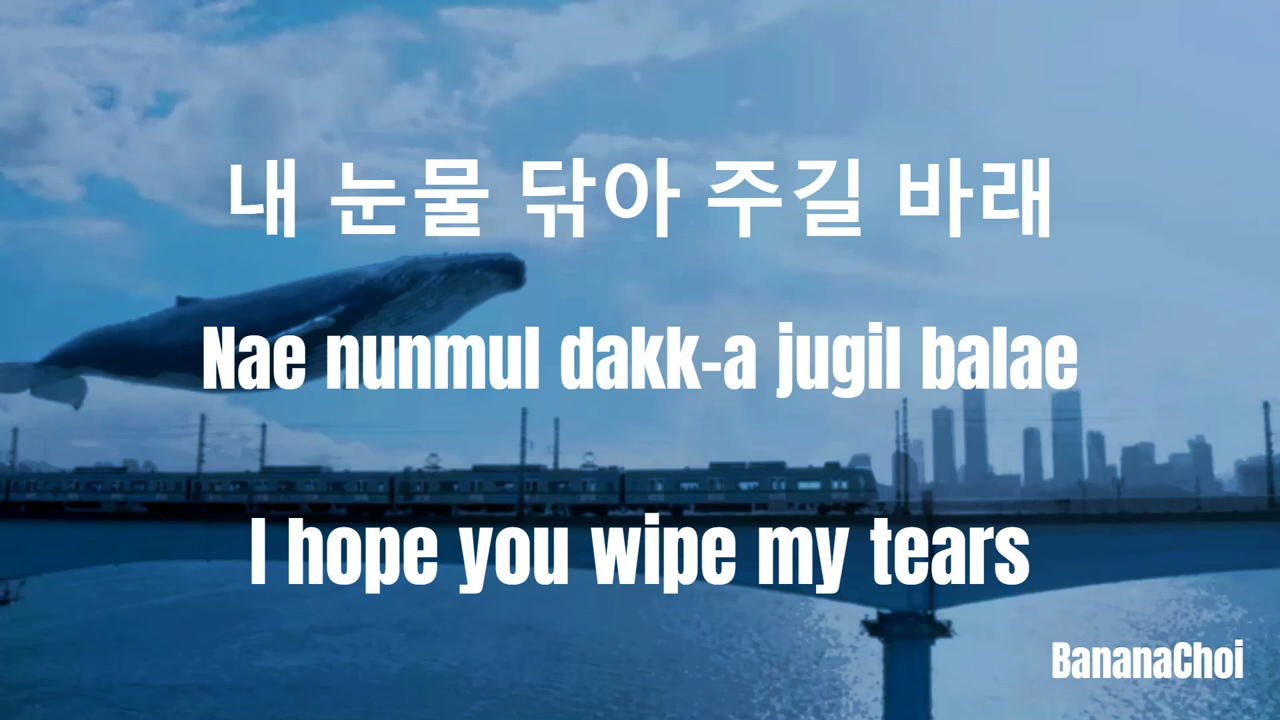 내 눈물 닦아 주길 바래
Nae nunmul dakk-a jugil balae
I hope you wipe my tears
BananaChoi